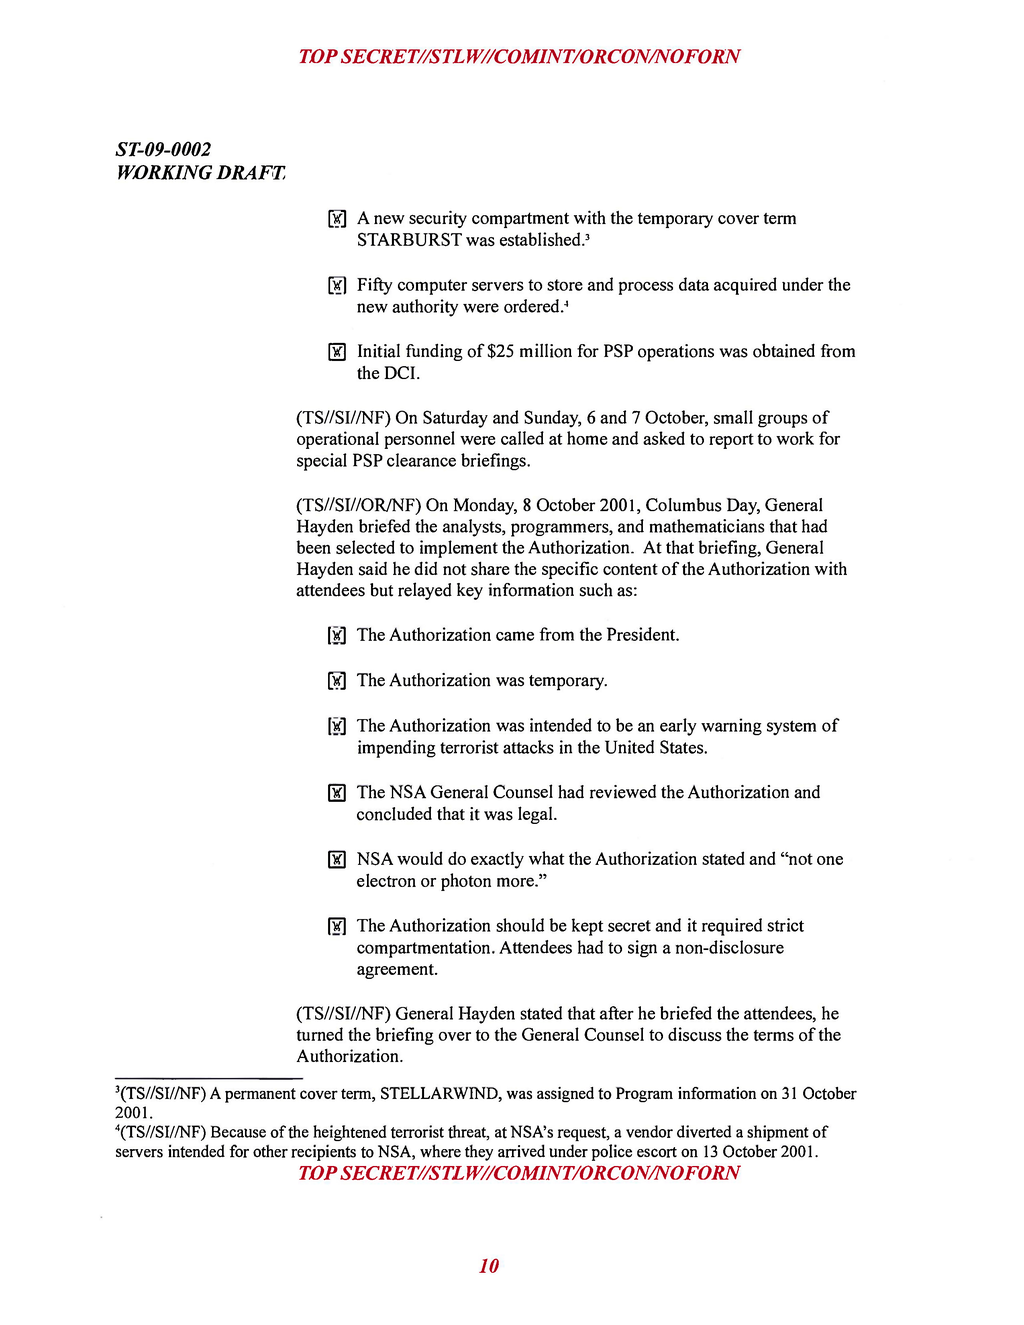 TOP SECRET//STLW//COMINT/ORCON/NOFORN
ST-09-0002
WORKING DRAFT
A new security compartment with the temporary cover term
STARBURST was established.³
Fifty computer servers to store and process data acquired under the
new authority were ordered.⁴
Initial funding of $25 million for PSP operations was obtained from
the DCI.
(TS//SI//NF) On Saturday and Sunday, 6 and 7 October, small groups of
operational personnel were called at home and asked to report to work for
special PSP clearance briefings.
(TS//SI//OR/NF) On Monday, 8 October 2001, Columbus Day, General
Hayden briefed the analysts, programmers, and mathematicians that had
been selected to implement the Authorization. At that briefing, General
Hayden said he did not share the specific content of the Authorization with
attendees but relayed key information such as:
The Authorization came from the President.
The Authorization was temporary.
The Authorization was intended to be an early warning system of
impending terrorist attacks in the United States.
The NSA General Counsel had reviewed the Authorization and
concluded that it was legal.
NSA would do exactly what the Authorization stated and “not one
electron or photon more.”
The Authorization should be kept secret and it required strict
compartmentation. Attendees had to sign a non-disclosure
agreement.
(TS//SI//NF) General Hayden stated that after he briefed the attendees, he
turned the briefing over to the General Counsel to discuss the terms of the
Authorization.
³(TS//SI//NF) A permanent cover term, STELLARWIND, was assigned to Program information on 31 October
2001.
⁴(TS//SI//NF) Because of the heightened terrorist threat, at NSA's request, a vendor diverted a shipment of
servers intended for other recipients to NSA, where they arrived under police escort on 13 October 2001.
TOP SECRET//STLW//COMINT/ORCON/NOFORN
10